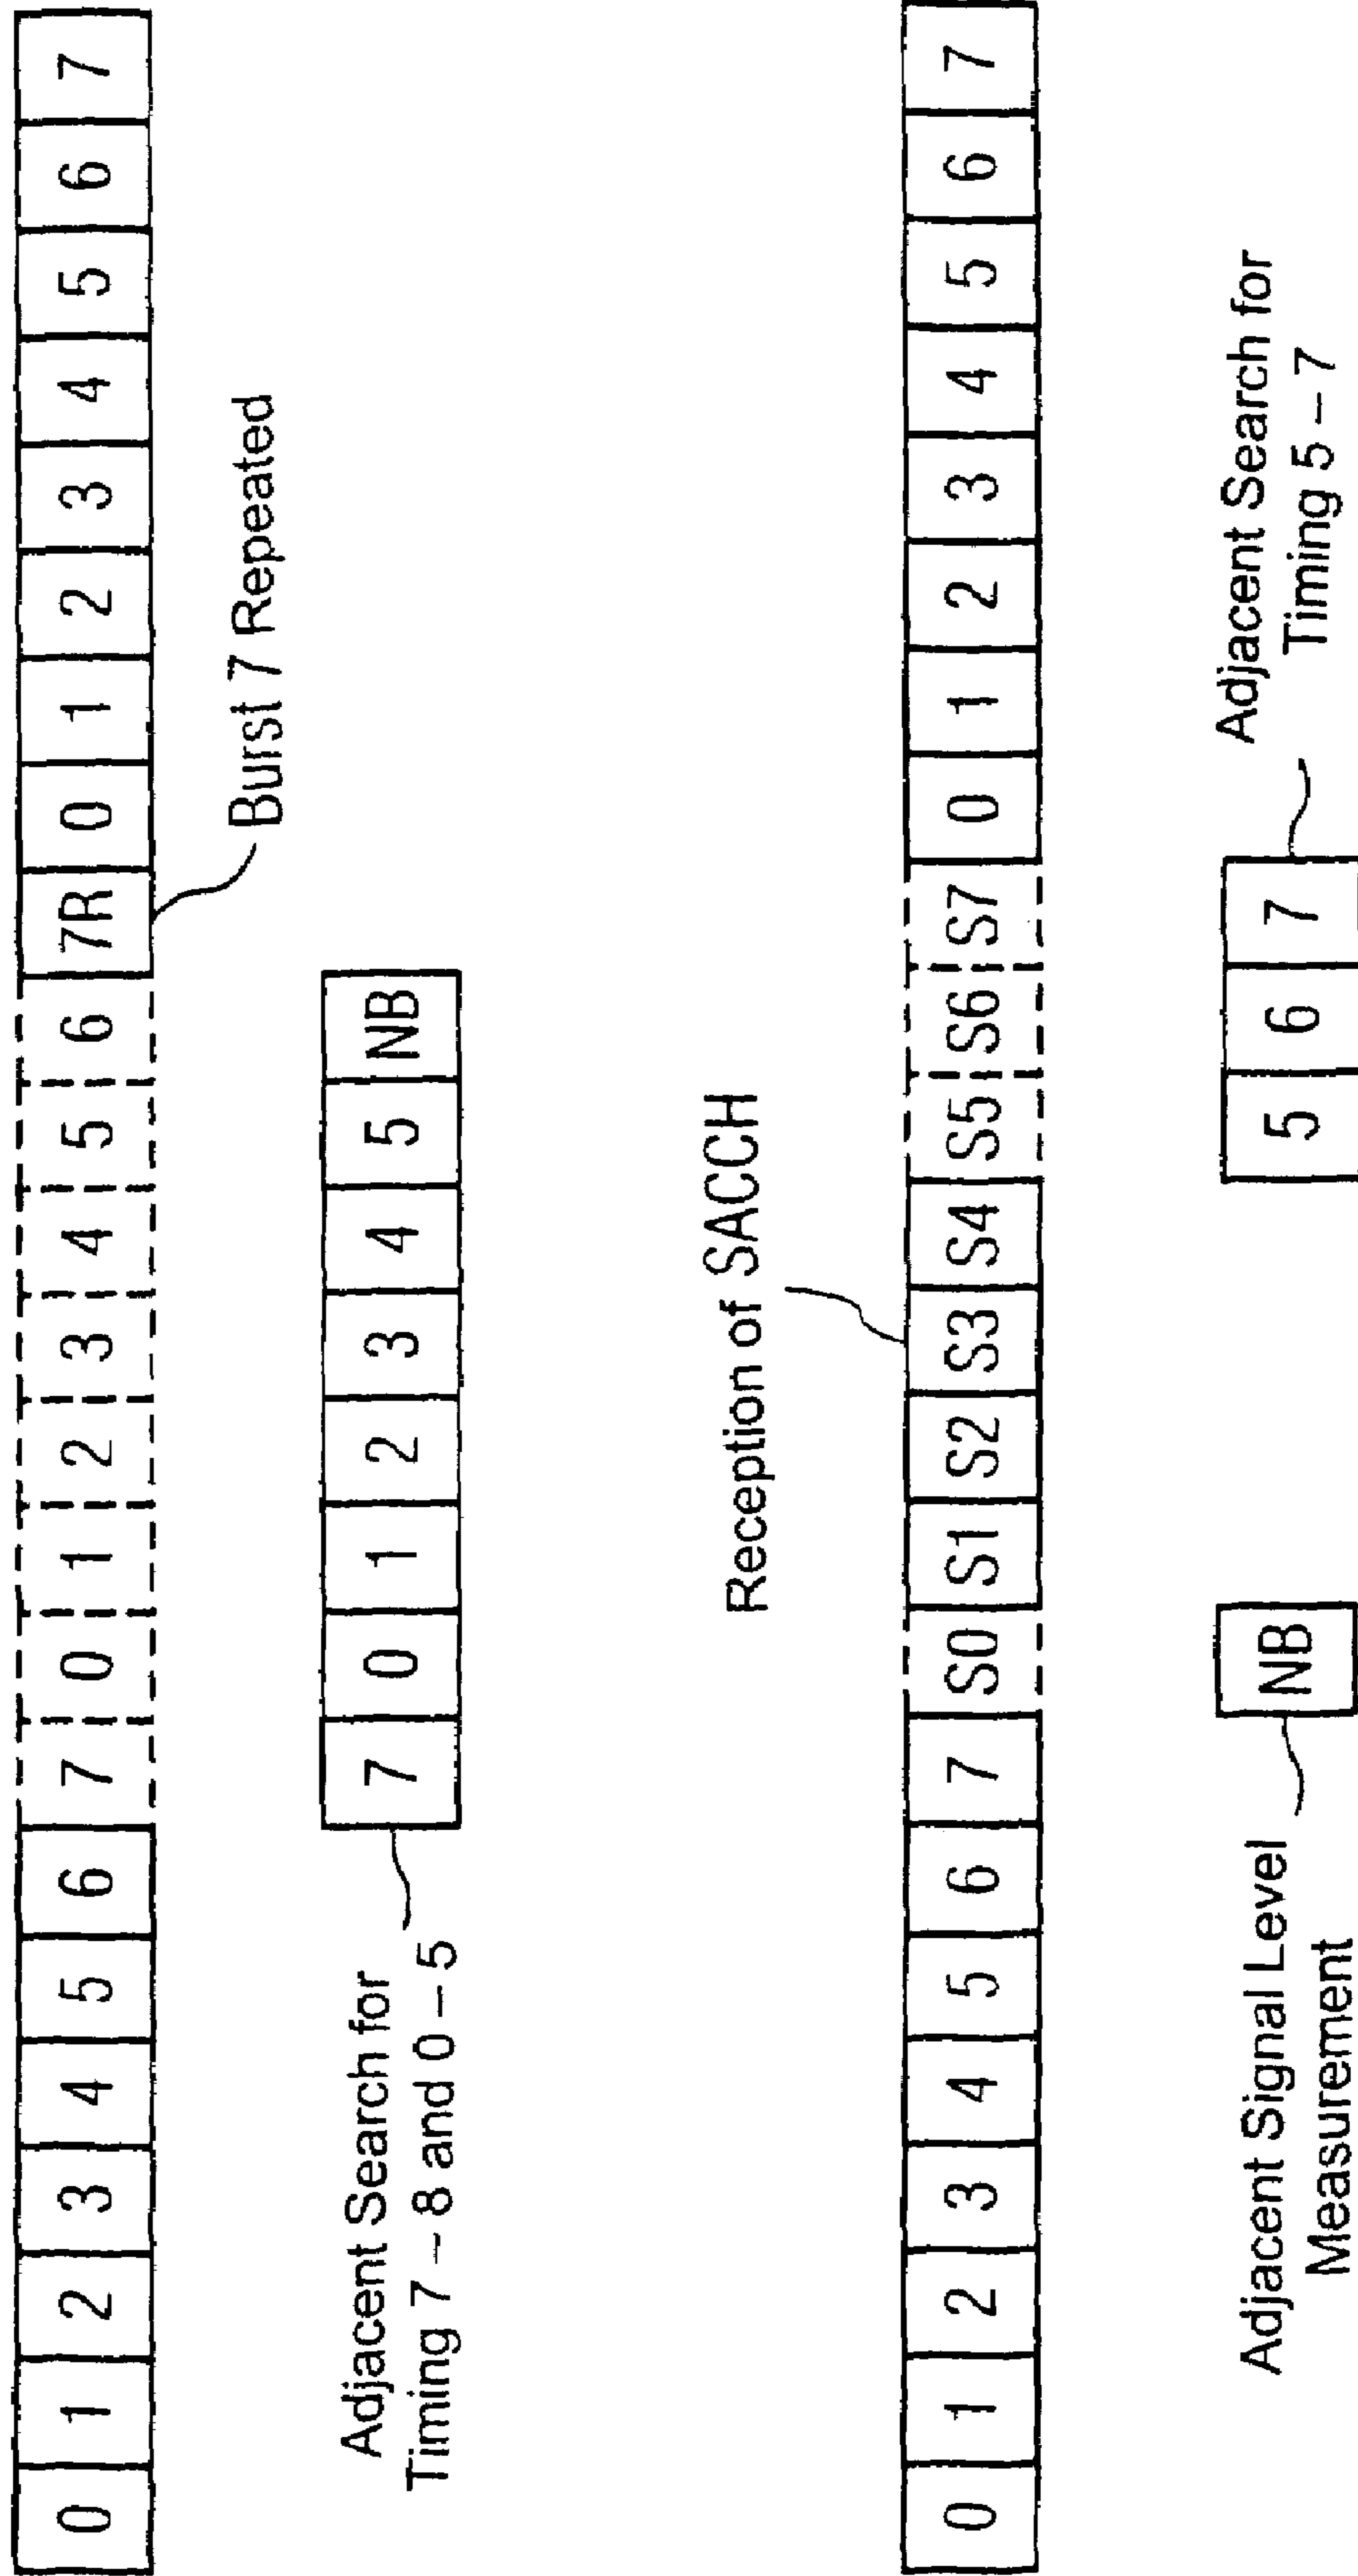 0 1 2 3 4 5 6 7 0 1 2 3 4 5 6 7R 0 1 2 3 4 5 6 7
Burst 7 Repeated
Adjacent Search for
Timing 7 – 8 and 0 – 5
7 0 1 2 3 4 5 NB
Reception of SACCH
0 1 2 3 4 5 6 7 S0 S1 S2 S3 S4 S5 S6 S7 0 1 2 3 4 5 6 7
Adjacent Signal Level
Measurement
NB
5 6 7
Adjacent Search for
Timing 5 – 7